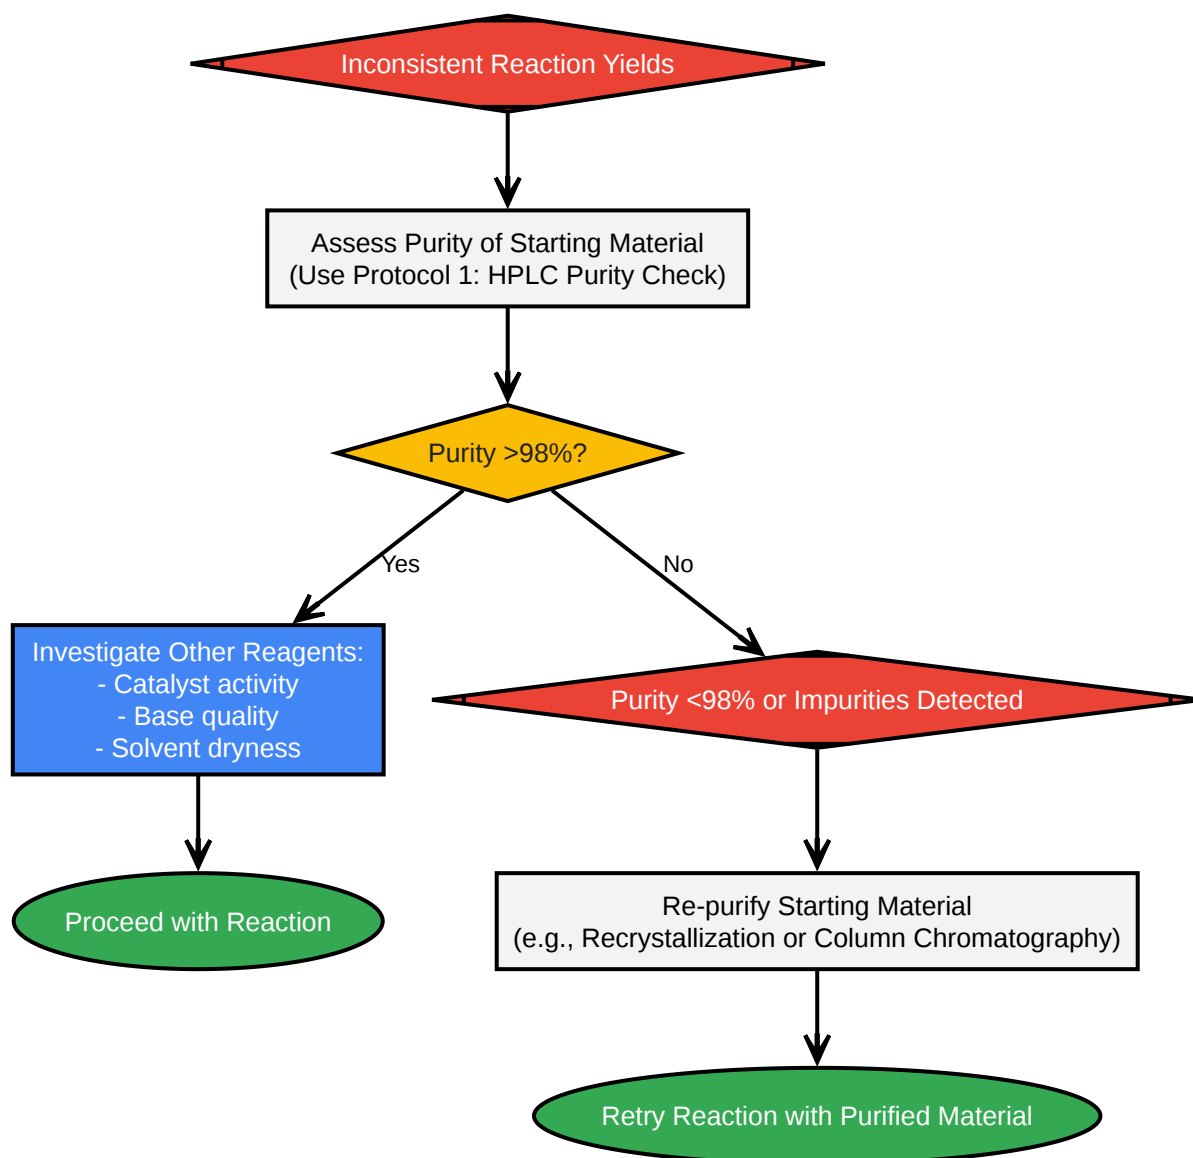 Inconsistent Reaction Yields
Assess Purity of Starting Material
(Use Protocol 1: HPLC Purity Check)
Purity >98%?
Yes
No
Investigate Other Reagents:
- Catalyst activity
- Base quality
- Solvent dryness
Purity <98% or Impurities Detected
Proceed with Reaction
Re-purify Starting Material
(e.g., Recrystallization or Column Chromatography)
Retry Reaction with Purified Material